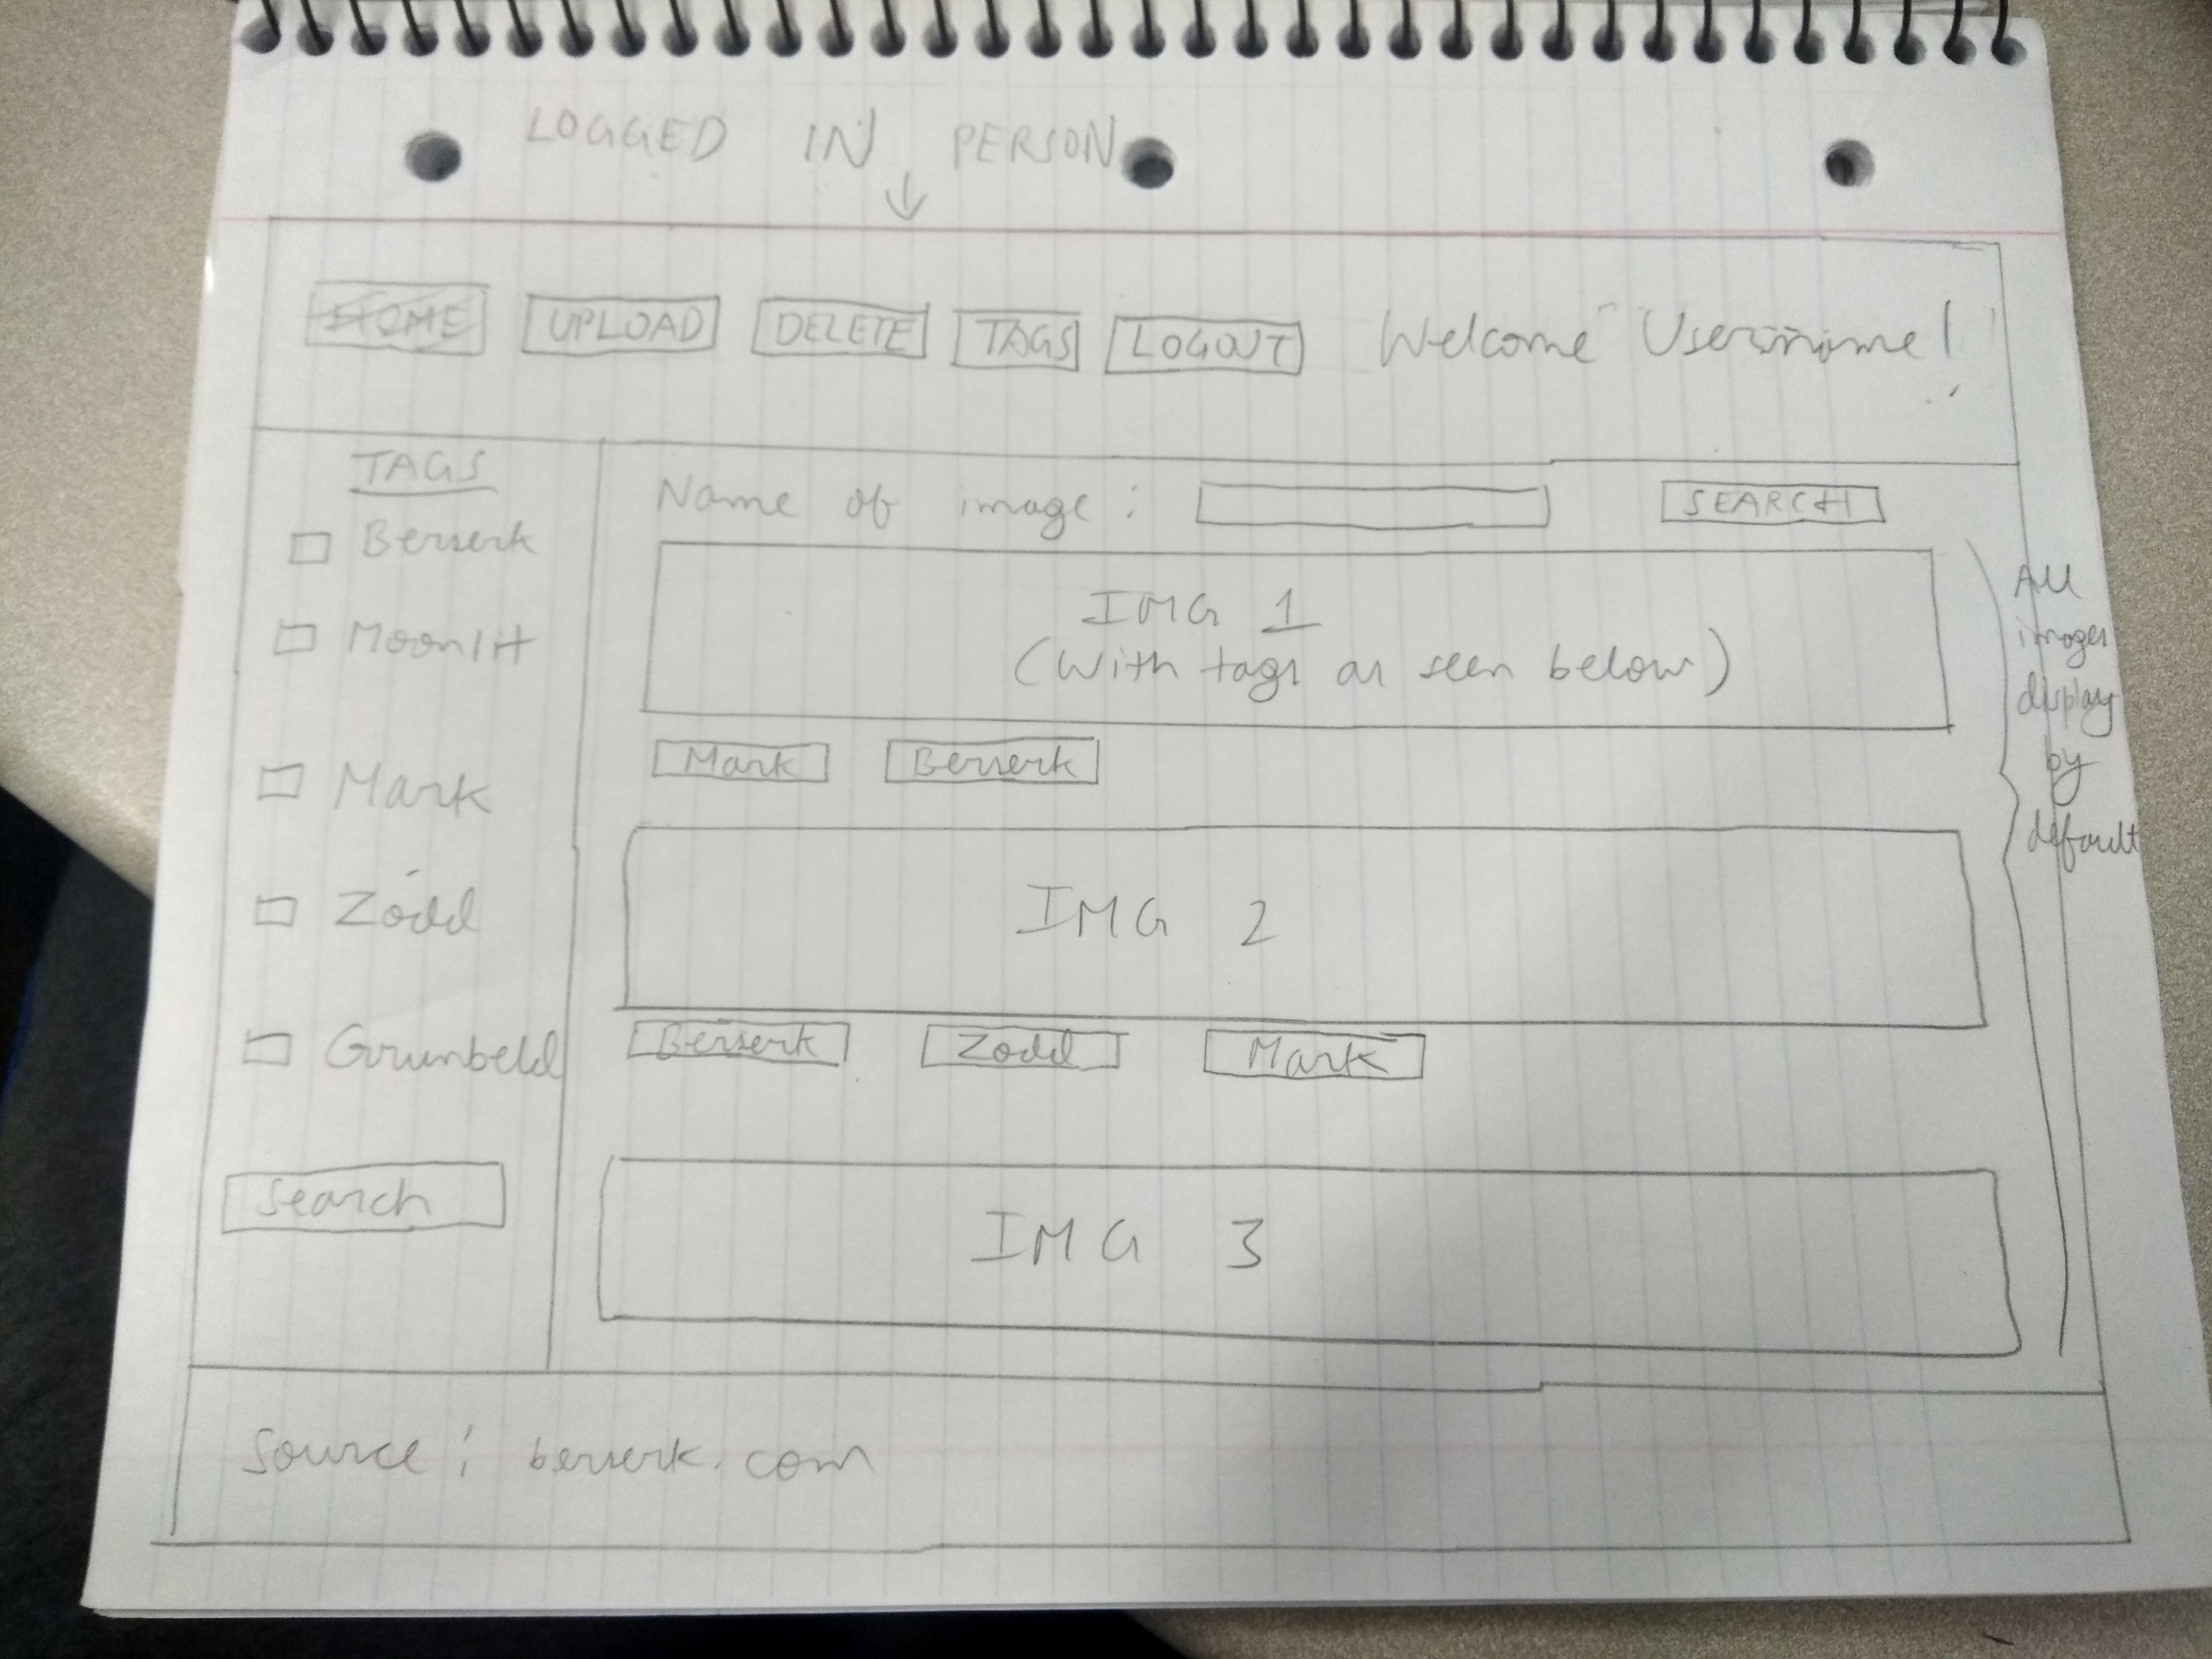 LOGGED IN PERSON
HOME UPLOAD DELETE TAGS LOGOUT Welcome Username!
TAGS
Berserk
Moonlit
Mark
Zodd
Grunbeld
Search
Name of image : SEARCH
IMG 1
(With tags as seen below)
Mark Berserk
IMG 2
Berserk Zodd Mark
IMG 3
All
images
display
by
default
Source : berserk.com